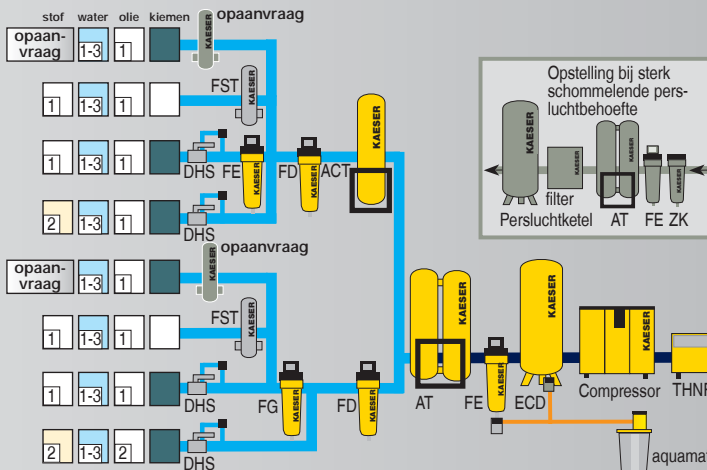 stof water olie kiemen
opaan-
vraag
1-3
1
opaanvraag
KAESER
1
1-3
1
FST
KAESER
1
1-3
1
DHS
FE
KAESER
FD
KAESER
ACT
KAESER
2
1-3
1
DHS
opaan-
vraag
1-3
1
opaanvraag
KAESER
1
1-3
1
FST
KAESER
1
1-3
1
DHS
FG
KAESER
FD
KAESER
2
1-3
2
DHS
Opstelling bij sterk
schommelende pers-
luchtbehoefte
KAESER
KAESER
KAESER
KAESER
KAESER
filter
Persluchtketel
AT
FE
ZK
KAESER
AT
KAESER
FE
KAESER
ECD
KAESER
Compressor
THNF
aquamat